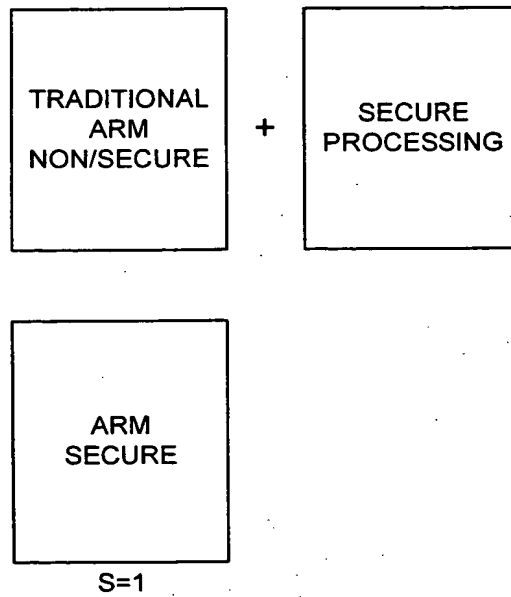 TRADITIONAL
ARM
NON/SECURE
+
SECURE
PROCESSING
ARM
SECURE
S=1